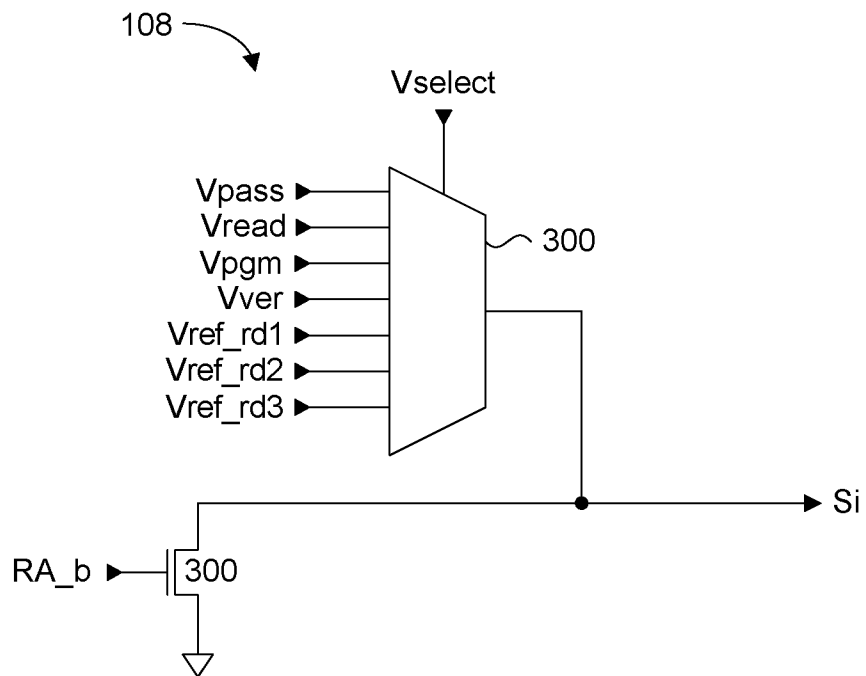 108
Vselect
Vpass
Vread
300
Vpgm
Vver
Vref_rd1
Vref_rd2
Vref_rd3
Si
RA_b
300